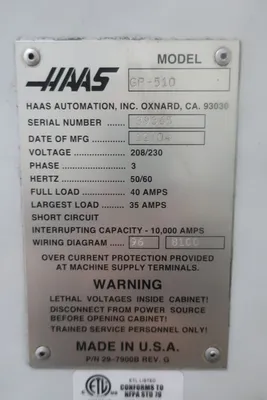 MODEL
HAAS GR-510
HAAS AUTOMATION, INC. OXNARD, CA. 93030
SERIAL NUMBER
DATE OF MFG
VOLTAGE 208/230
PHASE 3
HERTZ 50/60
FULL LOAD 40 AMPS
LARGEST LOAD 35 AMPS
SHORT CIRCUIT
INTERRUPTING CAPACITY - 10,000 AMPS
WIRING DIAGRAM 96 8100
OVER CURRENT PROTECTION PROVIDED
AT MACHINE SUPPLY TERMINALS.
WARNING
LETHAL VOLTAGES INSIDE CABINET!
DISCONNECT FROM POWER SOURCE
BEFORE OPENING CABINET!
TRAINED SERVICE PERSONNEL ONLY!
MADE IN U.S.A.
P/N 29-7900B REV. G
ETL LISTED
CONFORMS TO
NFPA STD 79